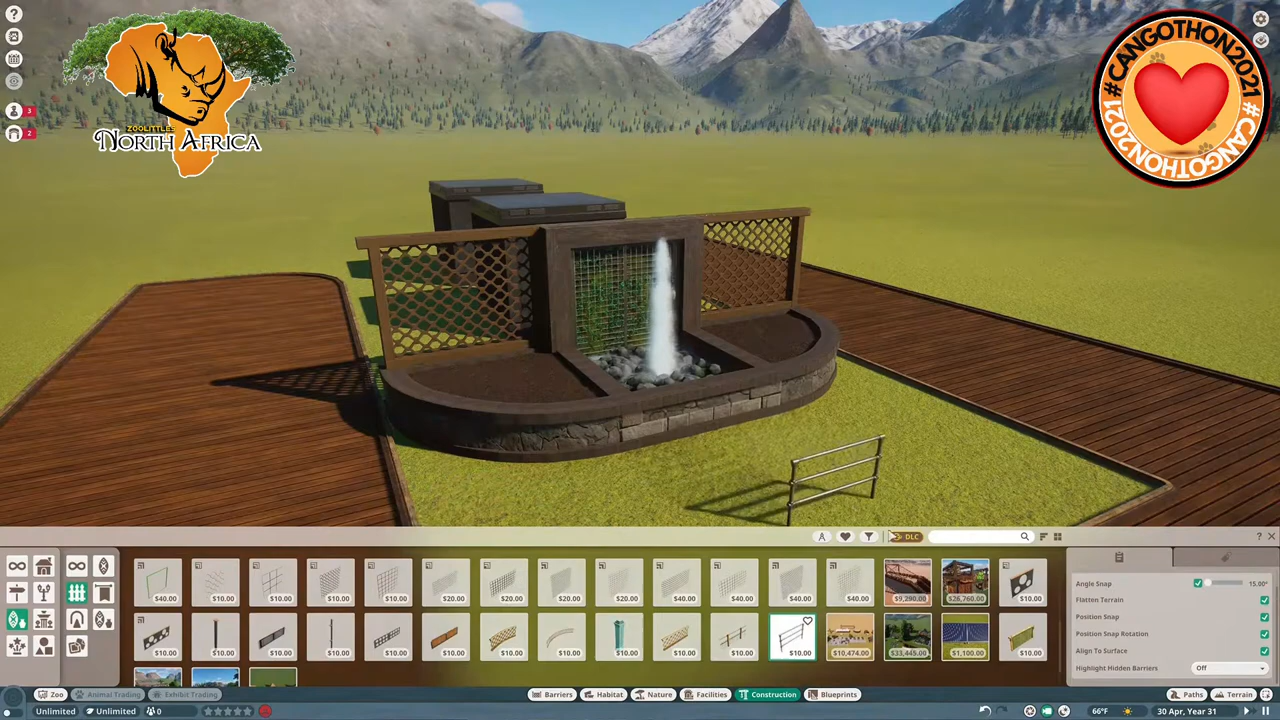 ZOOLITTLES
NORTH AFRICA
#CANGOTHON2021
#CANGOTHON2021
3
2
DLC
$40.00 $10.00 $10.00 $10.00 $10.00 $20.00 $20.00 $20.00 $20.00 $40.00 $40.00 $40.00 $40.00 $9,290.00 $26,760.00 $10.00
$10.00 $10.00 $10.00 $10.00 $10.00 $10.00 $10.00 $10.00 $10.00 $10.00 $10.00 $10.00 $10,474.00 $33,445.00 $1,100.00 $10.00
Angle Snap 15.00°
Flatten Terrain
Position Snap
Position Snap Rotation
Align To Surface
Highlight Hidden Barriers Off
Zoo Animal Trading Exhibit Trading Barriers Habitat Nature Facilities Construction Blueprints Paths Terrain
Unlimited Unlimited 0 66°F 30 Apr, Year 31